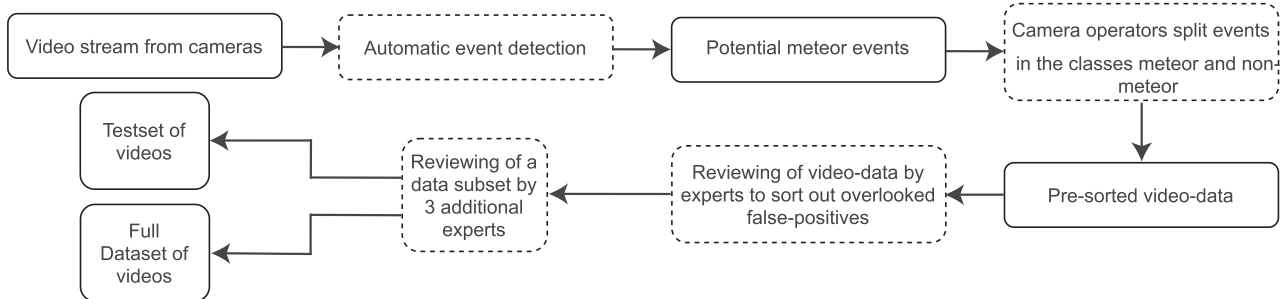 Video stream from cameras
Automatic event detection
Potential meteor events
Camera operators split events
in the classes meteor and non-
meteor
Pre-sorted video-data
Reviewing of video-data by
experts to sort out overlooked
false-positives
Reviewing of a
data subset by
3 additional
experts
Testset of
videos
Full
Dataset of
videos